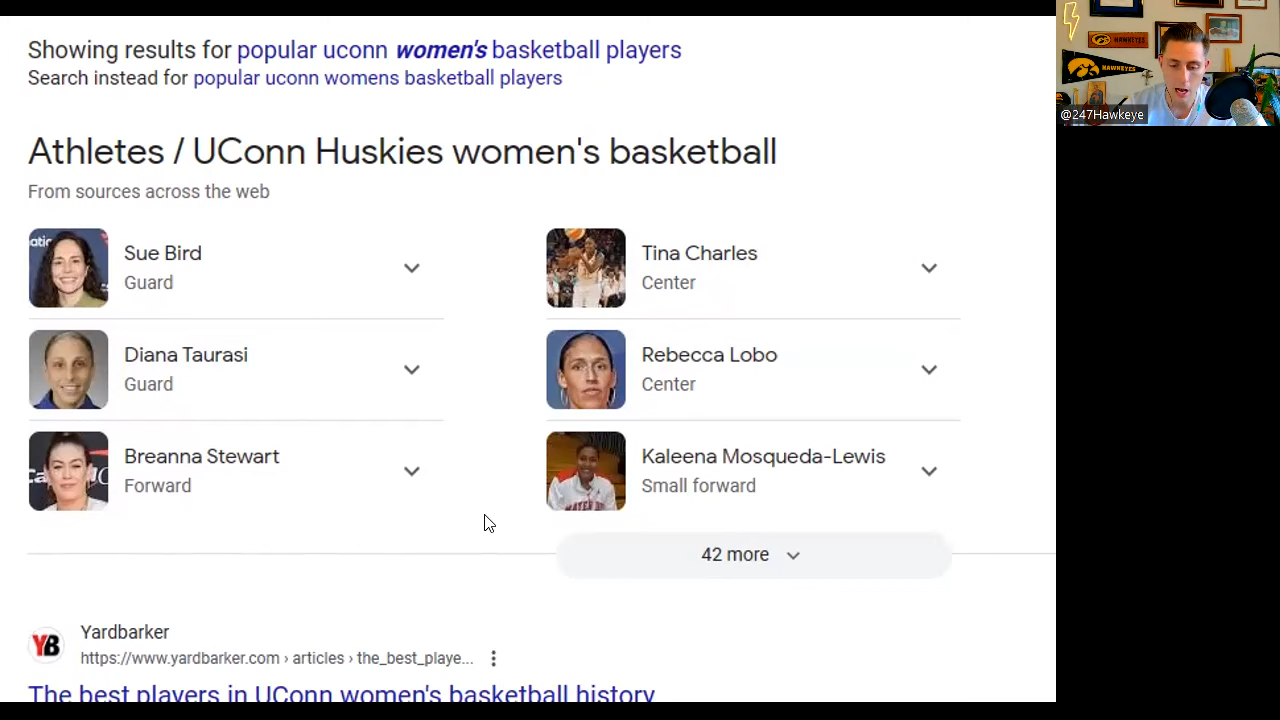 Showing results for popular uconn women's basketball players
Search instead for popular uconn womens basketball players
Athletes / UConn Huskies women's basketball
From sources across the web
Sue Bird
Guard
Tina Charles
Center
Diana Taurasi
Guard
Rebecca Lobo
Center
Breanna Stewart
Forward
Kaleena Mosqueda-Lewis
Small forward
42 more
YB
Yardbarker
https://www.yardbarker.com › articles › the_best_playe...
The best players in UConn women's basketball history
HAWKEYES
HAWKEYES
@247Hawkeye